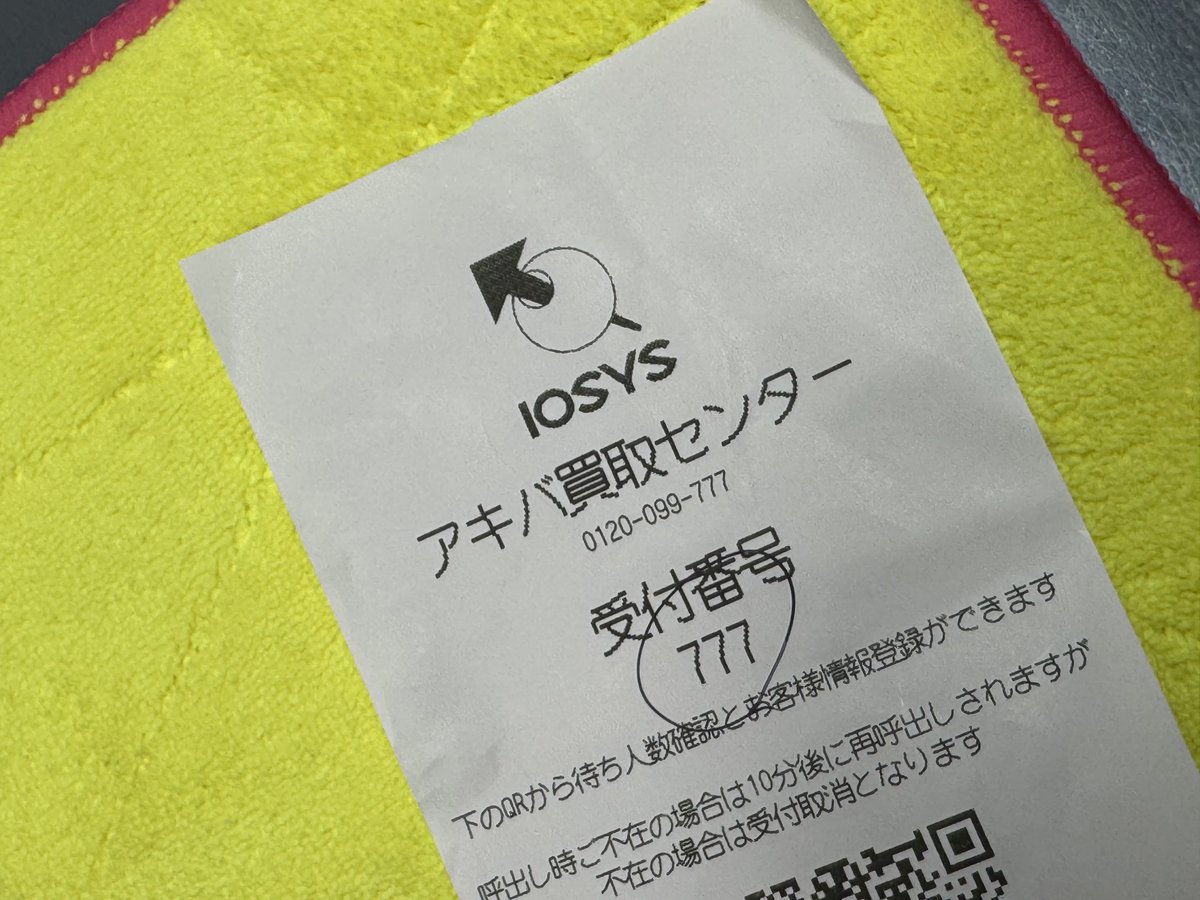 IOSYS
アキバ買取センター
0120-099-777
受付番号
777
下のQRから待ち人数確認とお客様情報登録ができます
呼出し時ご不在の場合は10分後に再呼出しされますが
不在の場合は受付取消となります